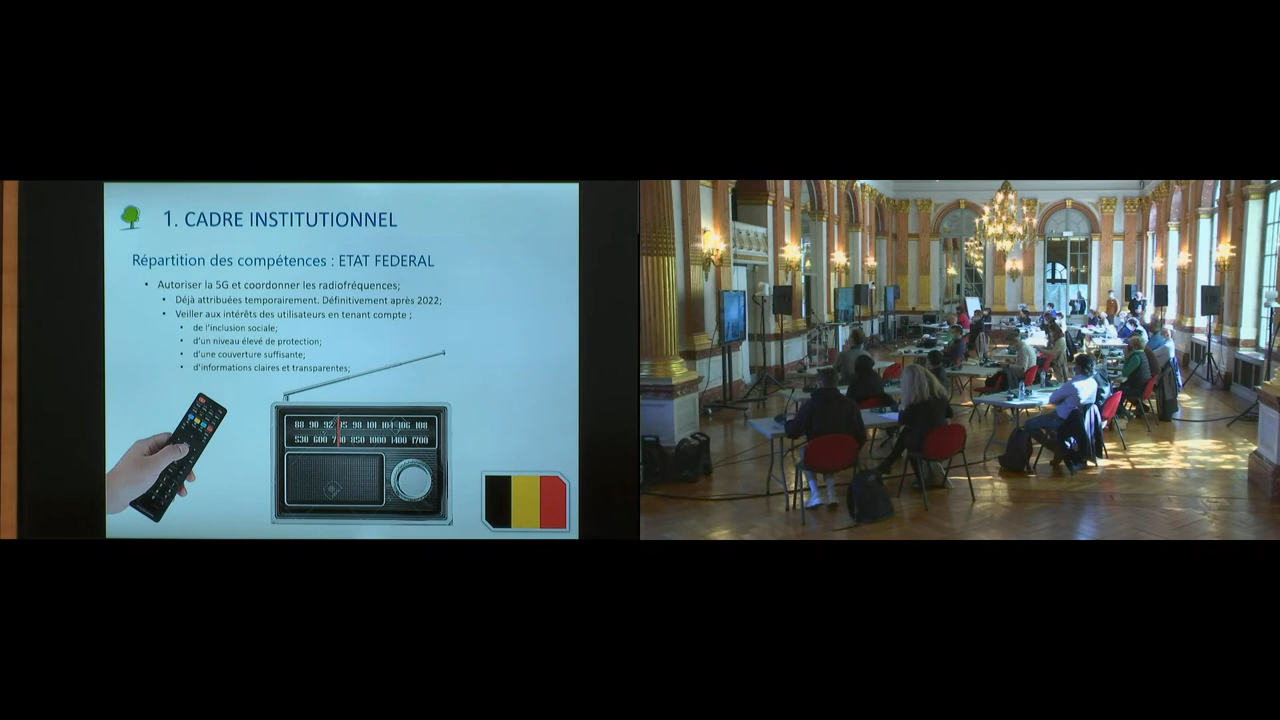 1. CADRE INSTITUTIONNEL
Répartition des compétences : ETAT FEDERAL
• Autoriser la 5G et coordonner les radiofréquences;
• Déjà attribuées temporairement. Définitivement après 2022;
• Veiller aux intérêts des utilisateurs en tenant compte ;
• de l'inclusion sociale;
• d'un niveau élevé de protection;
• d'une couverture suffisante;
• d'informations claires et transparentes;
88 90 92 95 98 101 104 106 108
530 600 700 850 1000 1400 1700